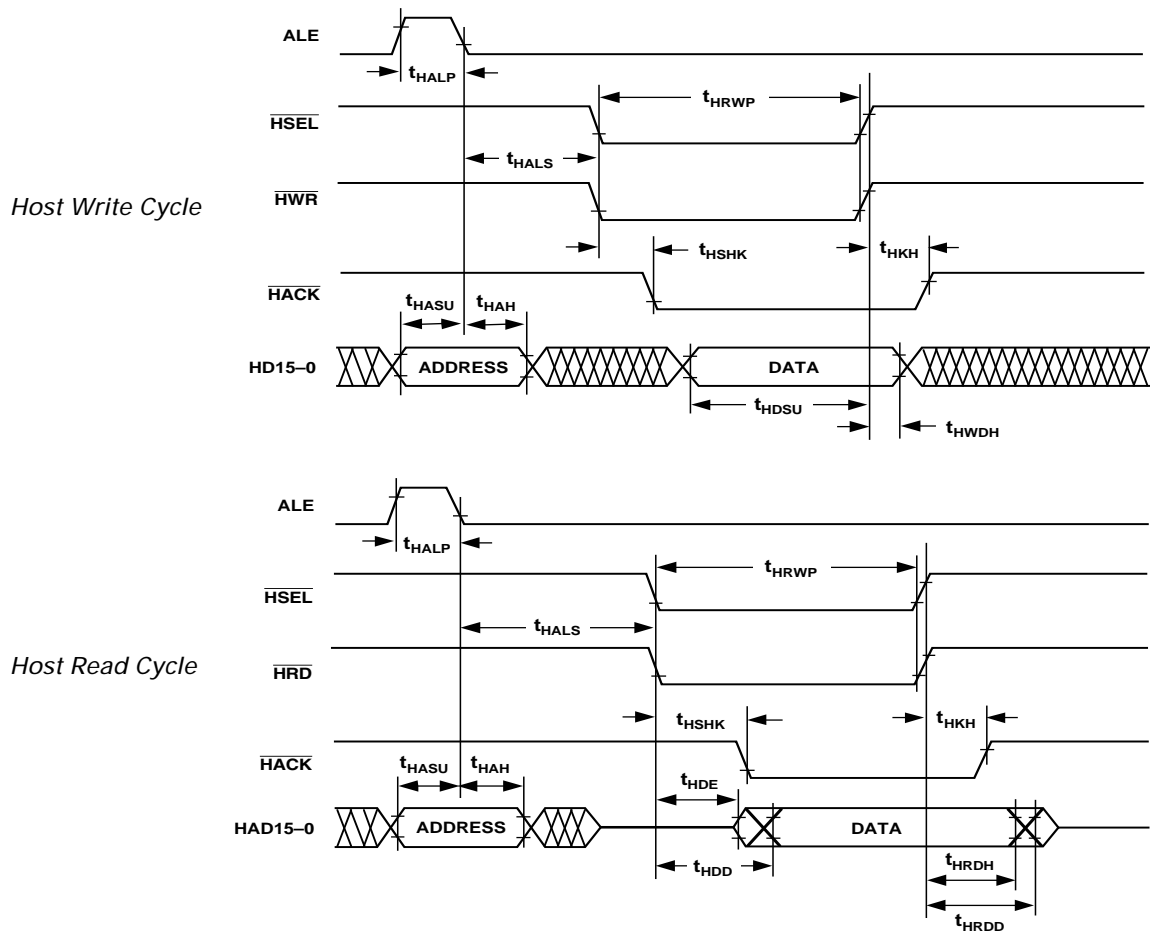 ALE
tHALP
tHRWP
HSEL
tHALS
HWR
Host Write Cycle
tHSHK
tHKH
HACK
tHASU
tHAH
HD15–0
ADDRESS
DATA
tHDSU
tHWDH
ALE
tHALP
tHRWP
HSEL
tHALS
Host Read Cycle
HRD
tHSHK
tHKH
HACK
tHASU
tHAH
tHDE
HAD15–0
ADDRESS
DATA
tHDD
tHRDH
tHRDD